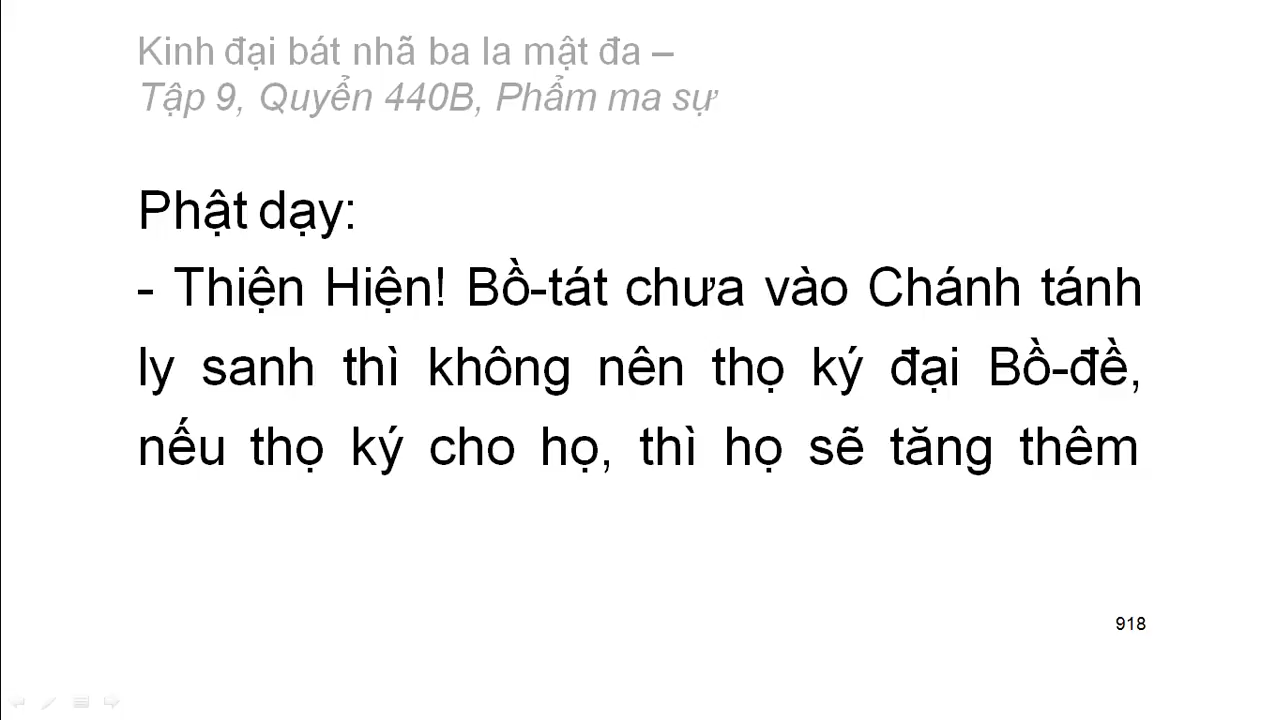 Kinh đại bát nhã ba la mật đa –
Tập 9, Quyển 440B, Phẩm ma sự
Phật dạy:
- Thiện Hiện! Bồ-tát chưa vào Chánh tánh
ly sanh thì không nên thọ ký đại Bồ-đề,
nếu thọ ký cho họ, thì họ sẽ tăng thêm
918